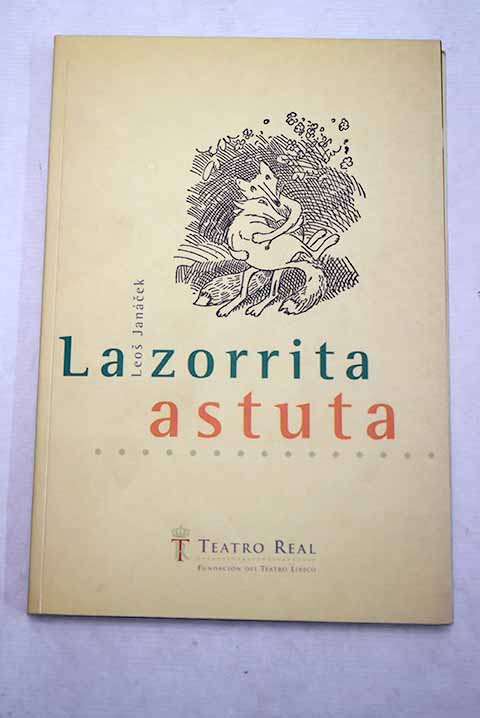 Leoš Janáček
La zorrita
astuta
TEATRO REAL
FUNDACIÓN DEL TEATRO LÍRICO